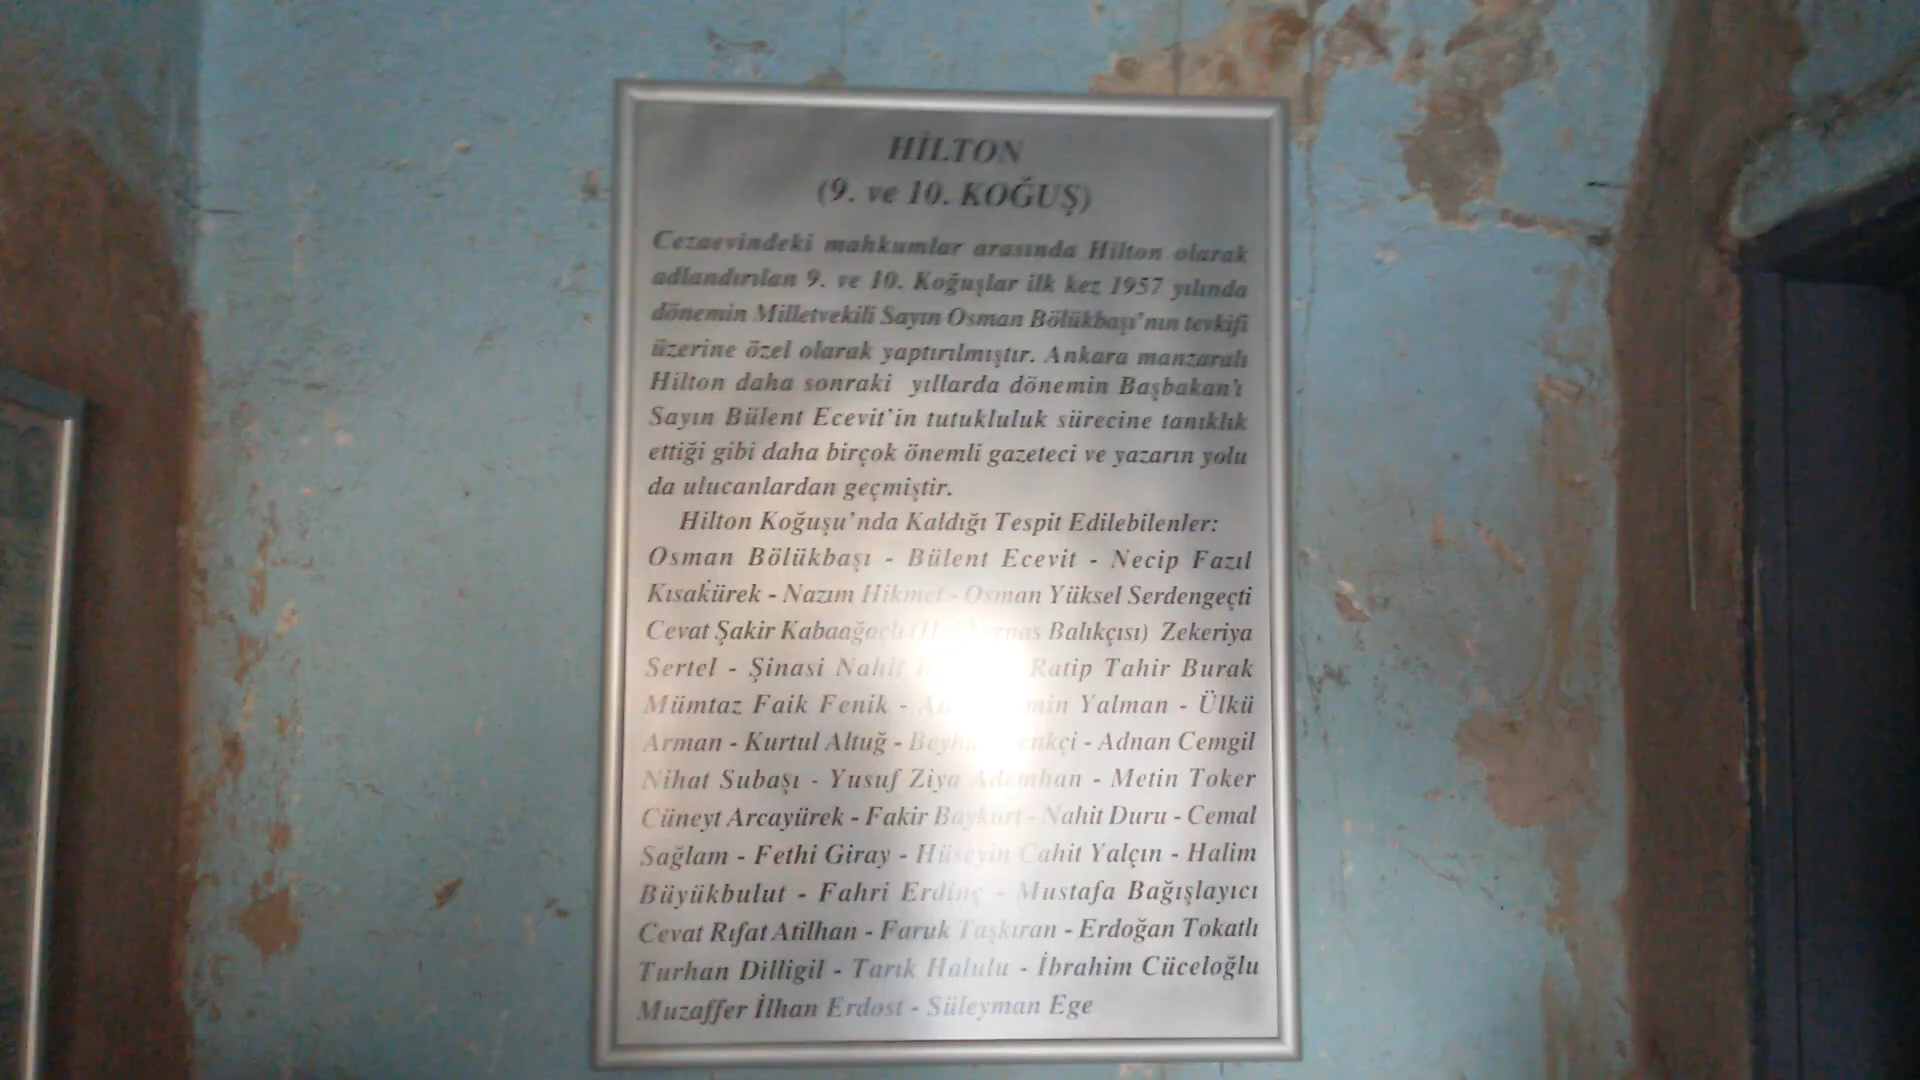 HİLTON
(9. ve 10. KOĞUŞ)
Cezaevindeki mahkumlar arasında Hilton olarak
adlandırılan 9. ve 10. Koğuşlar ilk kez 1957 yılında
dönemin Milletvekili Sayın Osman Bölükbaşı'nın tevkifi
üzerine özel olarak yaptırılmıştır. Ankara manzaralı
Hilton daha sonraki yıllarda dönemin Başbakan'ı
Sayın Bülent Ecevit'in tutukluluk sürecine tanıklık
ettiği gibi daha birçok önemli gazeteci ve yazarın yolu
da ulucanlardan geçmiştir.
Hilton Koğuşu'nda Kaldığı Tespit Edilebilenler:
Osman Bölükbaşı - Bülent Ecevit - Necip Fazıl
Kısakürek - Nazım Hikmet - Osman Yüksel Serdengeçti
Cevat Şakir Kabaağaçlı Balıkçısı) Zekeriya
Sertel - Şinasi Nahit Ratip Tahir Burak
Mümtaz Faik Fenik - Yalman - Ülkü
Arman - Kurtul Altuğ - - Adnan Cemgil
Nihat Subaşı - Yusuf Ziya Ademhan - Metin Toker
Cüneyt Arcayürek - Fakir Baykurt - Nahit Duru - Cemal
Sağlam - Fethi Giray - Hüseyin Cahit Yalçın - Halim
Büyükbulut - Fahri Erdinç - Mustafa Bağışlayıcı
Cevat Rıfat Atilhan - Faruk Taşkıran - Erdoğan Tokatlı
Turhan Dilligil - Tarık Halulu - İbrahim Cüceloğlu
Muzaffer İlhan Erdost - Süleyman Ege